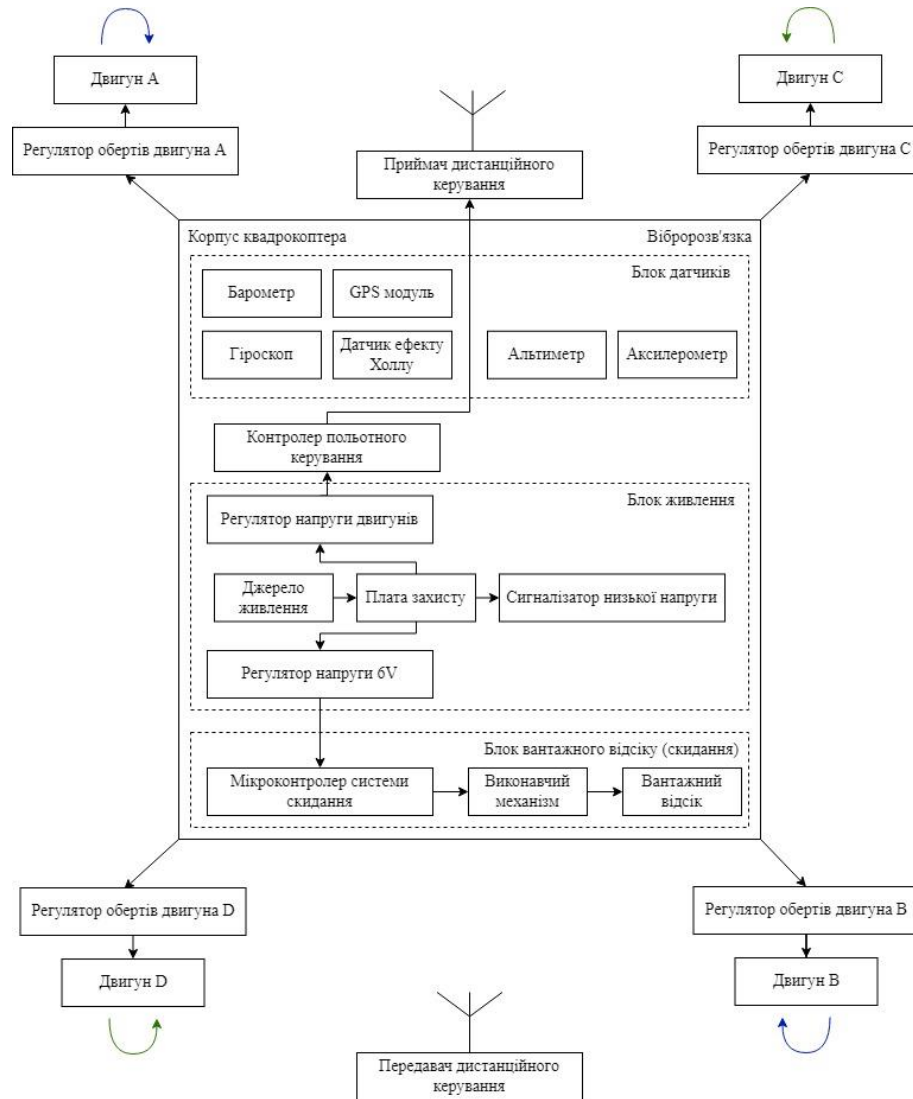 Двигун А
Двигун С
Регулятор обертів двигуна А
Регулятор обертів двигуна С
Приймач дистанційного
керування
Корпус квадрокоптера
Вібророзв'язка
Блок датчиків
Барометр
GPS модуль
Гіроскоп
Датчик ефекту
Холлу
Альтиметр
Аксилерометр
Контролер польотного
керування
Блок живлення
Регулятор напруги двигунів
Джерело
живлення
Плата захисту
Сигналізатор низької напруги
Регулятор напруги 6V
Блок вантажного відсіку (скидання)
Мікроконтролер системи
скидання
Виконавчий
механізм
Вантажний
відсік
Регулятор обертів двигуна D
Регулятор обертів двигуна В
Двигун D
Двигун В
Передавач дистанційного
керування